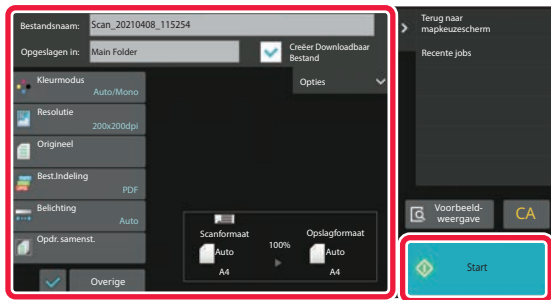 Bestandsnaam: Scan_20210408_115254
Opgeslagen in: Main Folder
Creëer Downloadbaar
Bestand
Opties
Kleurmodus
Auto/Mono
Resolutie
200x200dpi
Origineel
Best.Indeling
PDF
Belichting
Auto
Opdr. samenst.
Overige
Scanformaat
Auto
A4
100%
Opslagformaat
Auto
A4
Terug naar
mapkeuzescherm
Recente jobs
Voorbeeld-
weergave
CA
Start